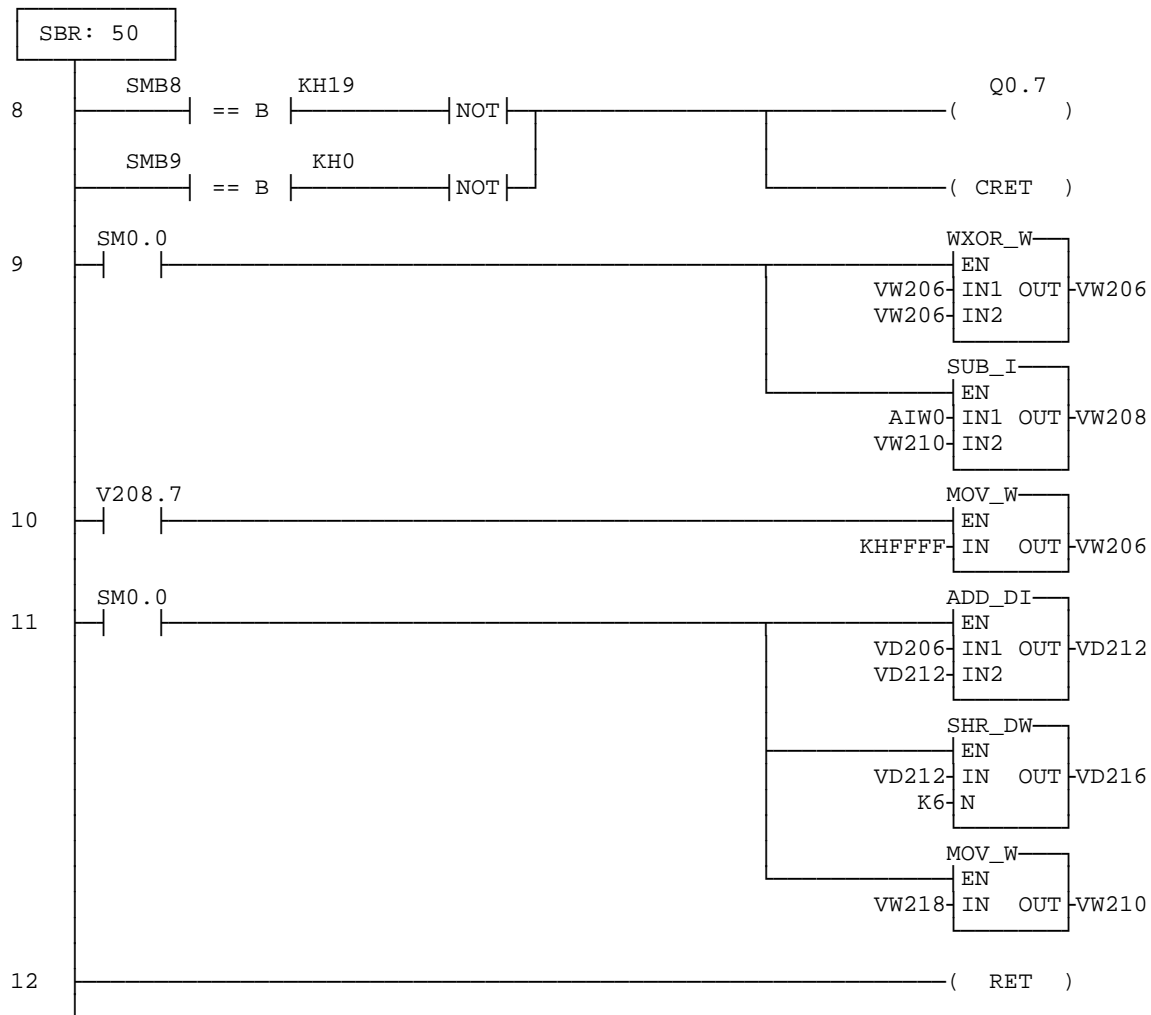 SBR: 50
SMB8 KH19 Q0.7
8 == B NOT ( )
SMB9 KH0
== B NOT ( CRET )
SM0.0 WXOR_W
9 EN
VW206 IN1 OUT VW206
VW206 IN2
SUB_I
EN
AIW0 IN1 OUT VW208
VW210 IN2
V208.7 MOV_W
10 EN
KHFFFF IN OUT VW206
SM0.0 ADD_DI
11 EN
VD206 IN1 OUT VD212
VD212 IN2
SHR_DW
EN
VD212 IN OUT VD216
K6 N
MOV_W
EN
VW218 IN OUT VW210
12 ( RET )